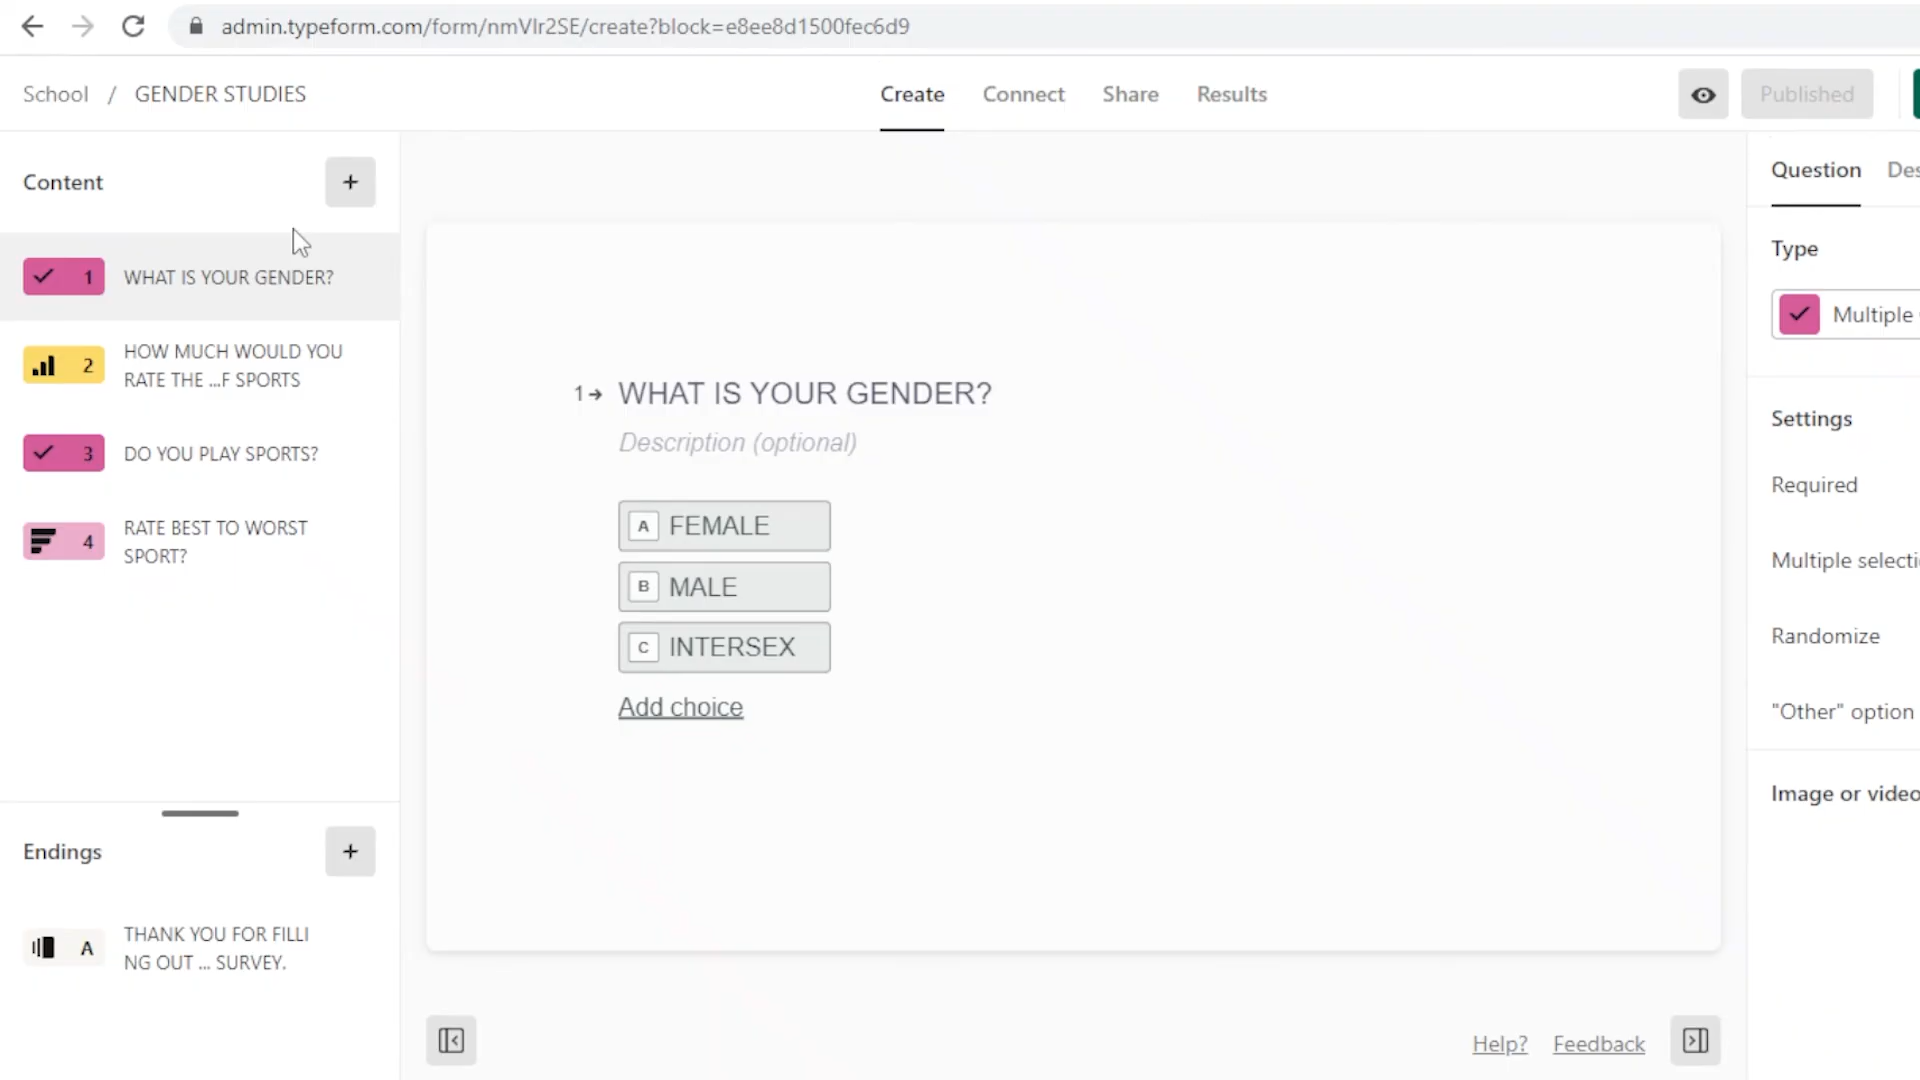 admin.typeform.com/form/nmVIr2SE/create?block=e8ee8d1500fec6d9
School / GENDER STUDIES
Create Connect Share Results
Published
Content +
Question Des
1 WHAT IS YOUR GENDER?
Type
Multiple
2 HOW MUCH WOULD YOU
RATE THE ...F SPORTS
1 WHAT IS YOUR GENDER?
Description (optional)
Settings
3 DO YOU PLAY SPORTS?
Required
A FEMALE
4 RATE BEST TO WORST
SPORT?
Multiple selecti
B MALE
Randomize
C INTERSEX
Add choice
"Other" option
Image or video
Endings +
A THANK YOU FOR FILLI
NG OUT ... SURVEY.
Help? Feedback